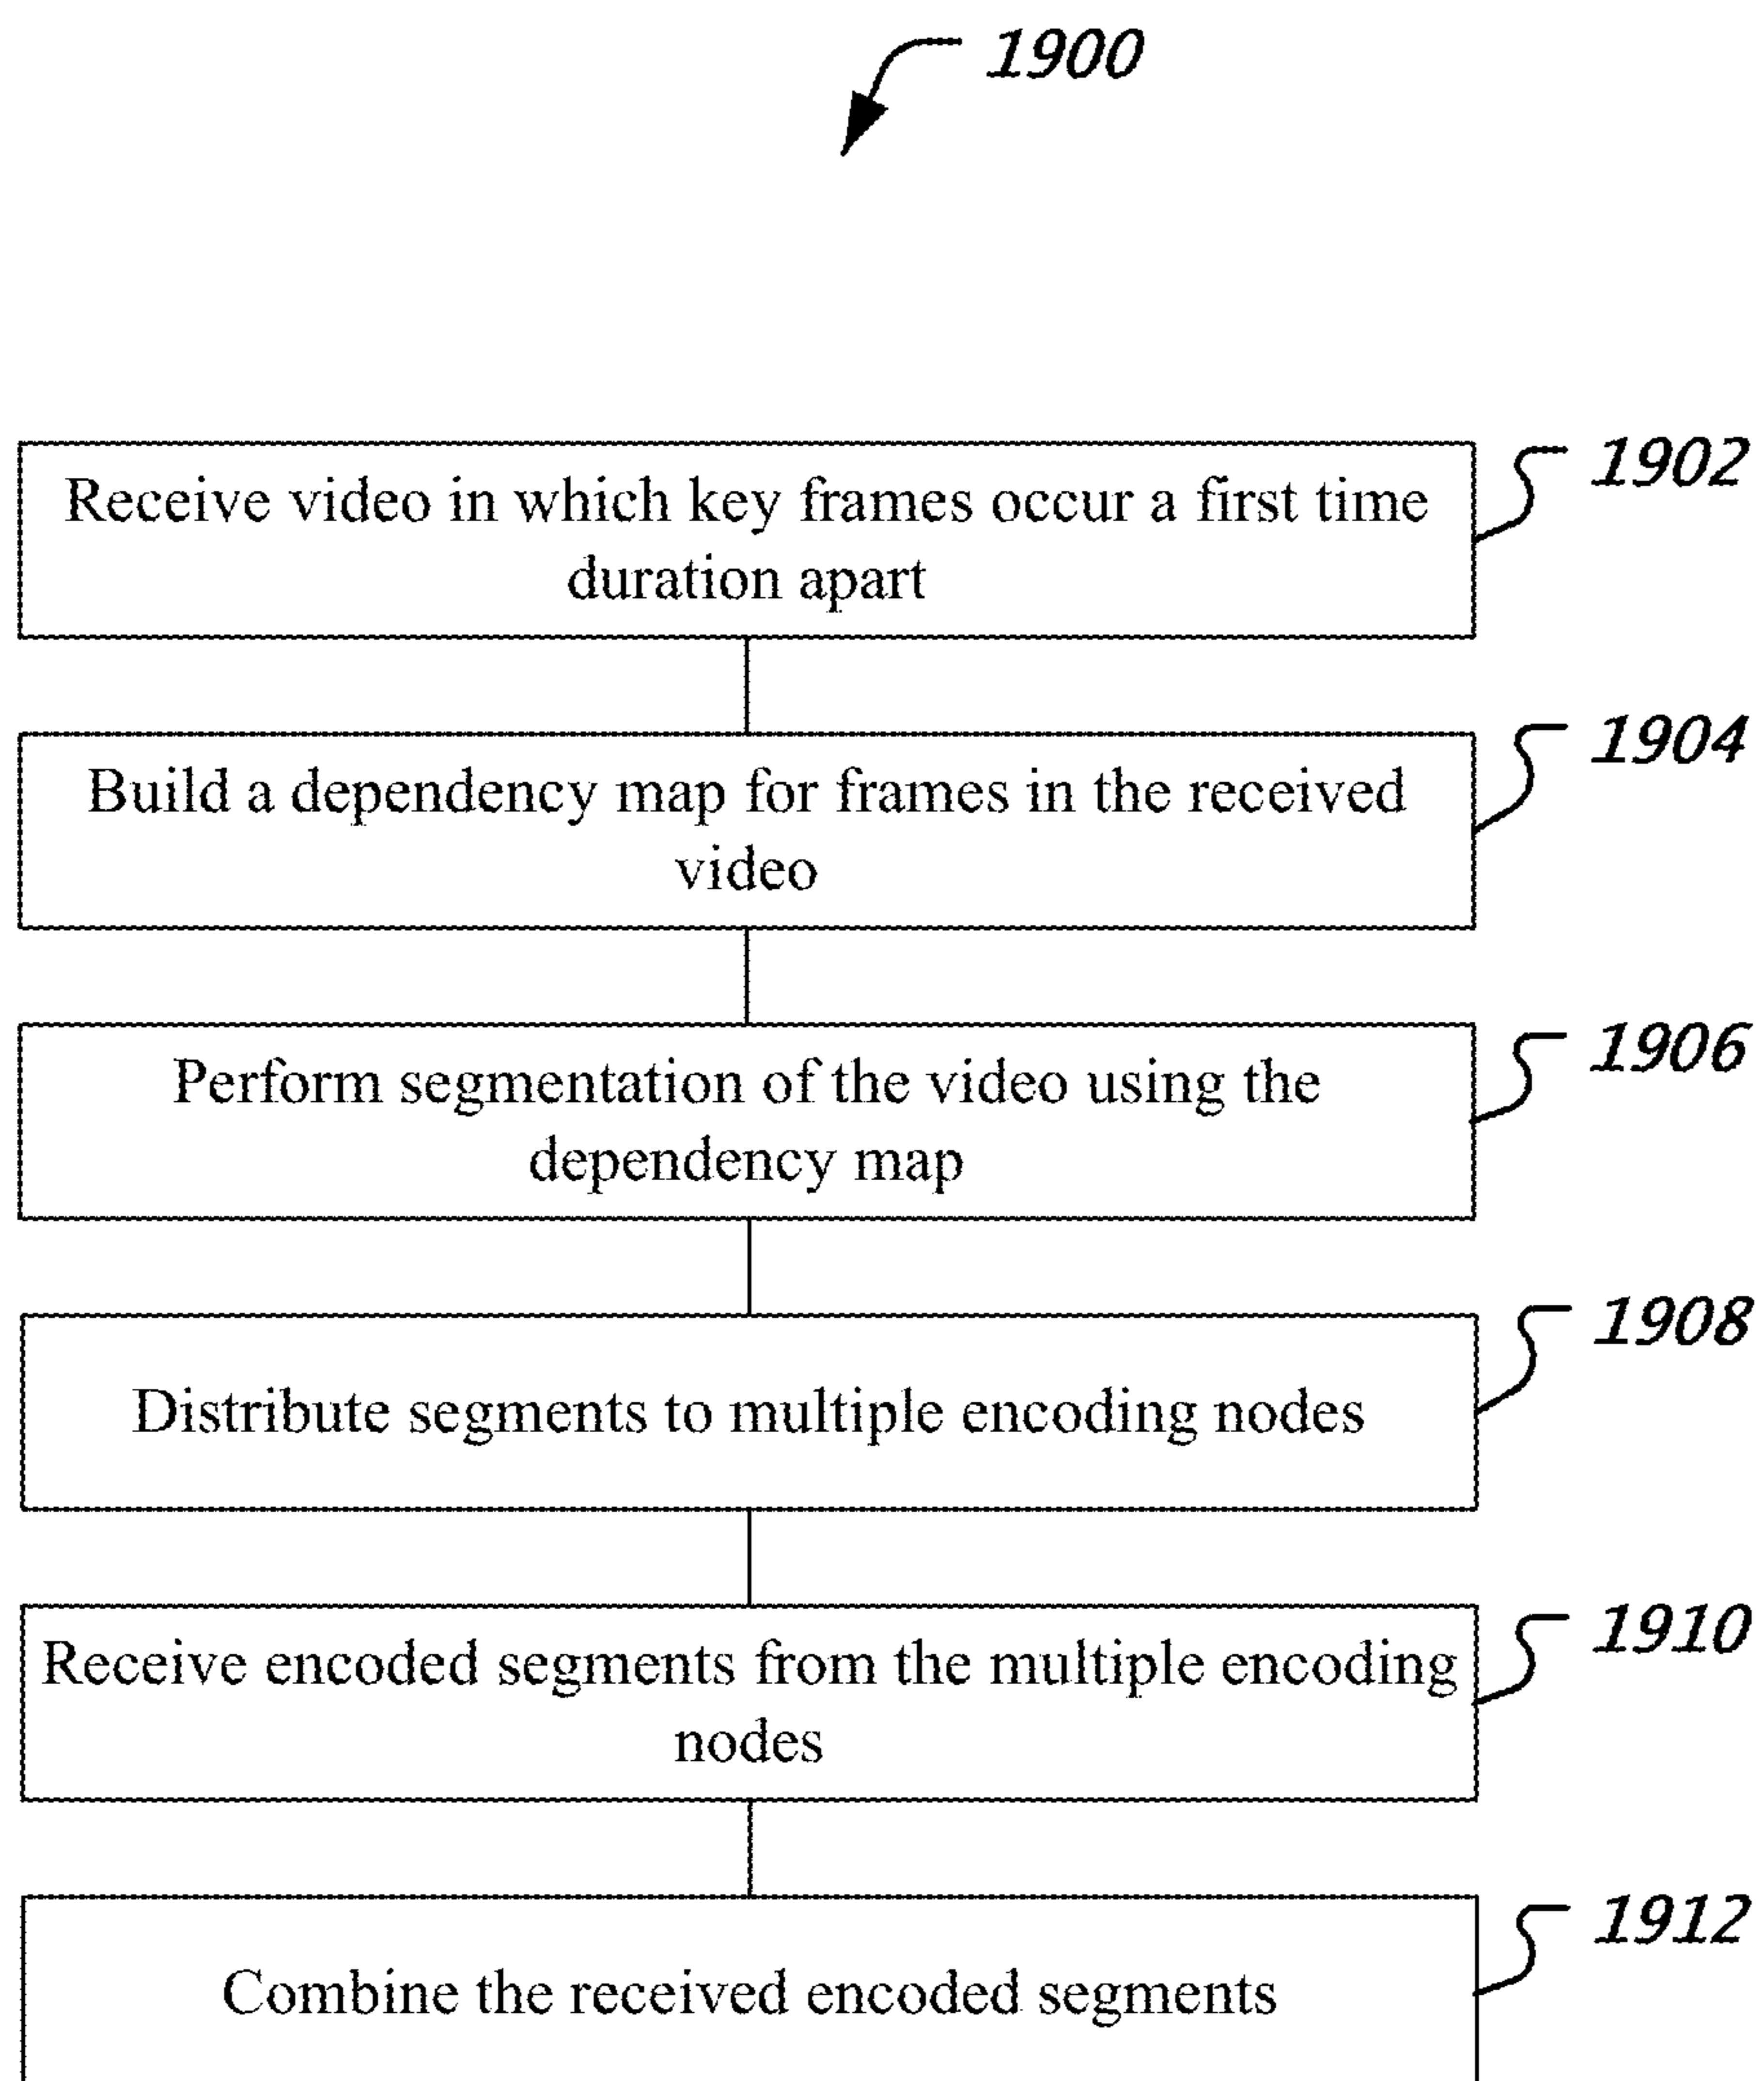 1900
Receive video in which key frames occur a first time
duration apart
1902
Build a dependency map for frames in the received
video
1904
Perform segmentation of the video using the
dependency map
1906
Distribute segments to multiple encoding nodes
1908
Receive encoded segments from the multiple encoding
nodes
1910
Combine the received encoded segments
1912